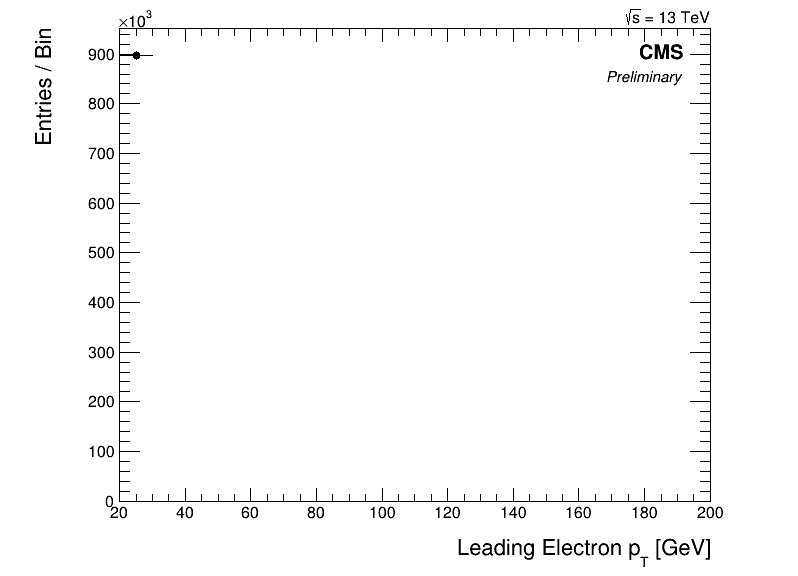 ×10³
√s = 13 TeV
Entries / Bin
CMS
Preliminary
900
800
700
600
500
400
300
200
100
0
20 40 60 80 100 120 140 160 180 200
Leading Electron p_T [GeV]